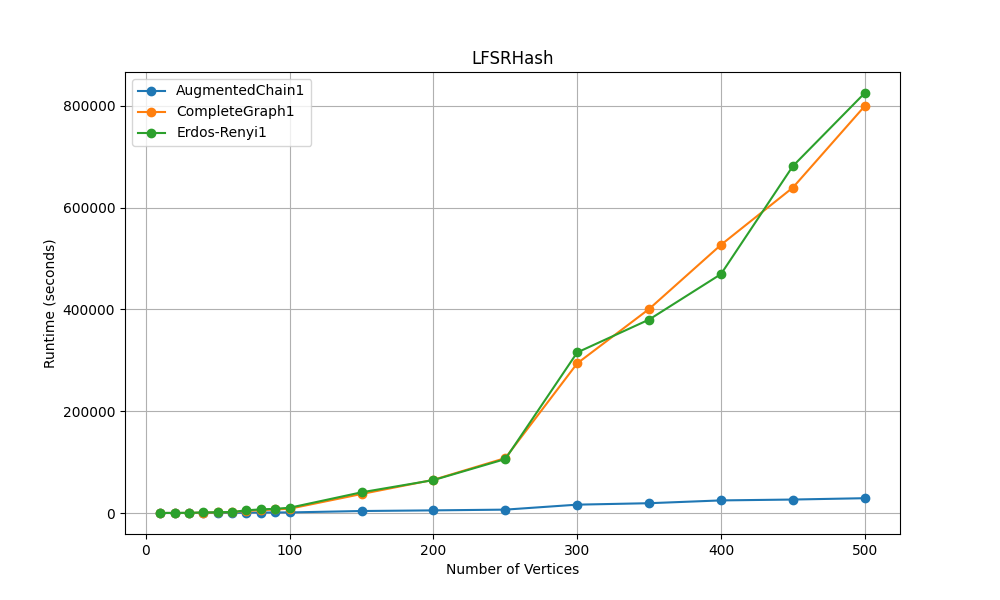 LFSRHash
AugmentedChain1
CompleteGraph1
Erdos-Renyi1
Runtime (seconds)
800000
600000
400000
200000
0
0 100 200 300 400 500
Number of Vertices